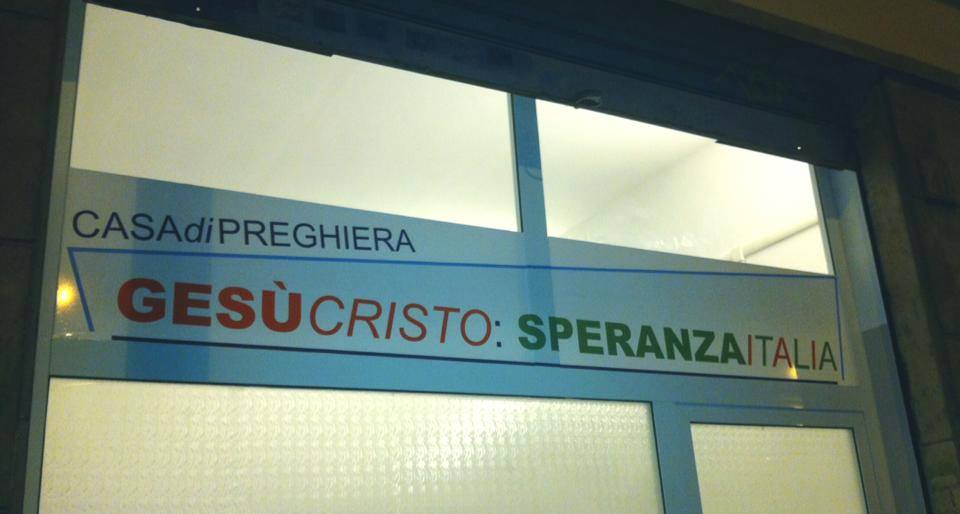 CASAdiPREGHIERA
GESÙCRISTO: SPERANZAITALIA